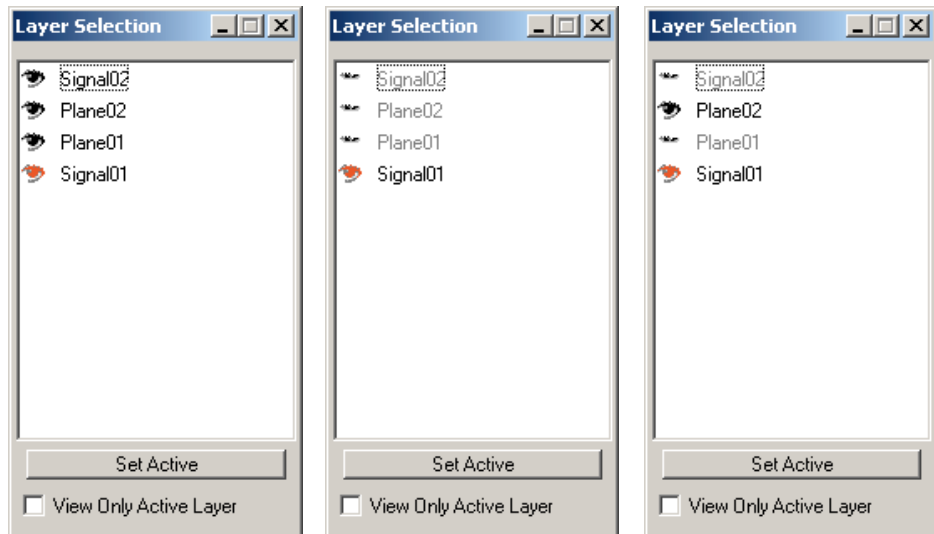 Layer Selection
Signal02
Plane02
Plane01
Signal01
Set Active
View Only Active Layer
Layer Selection
Signal02
Plane02
Plane01
Signal01
Set Active
View Only Active Layer
Layer Selection
Signal02
Plane02
Plane01
Signal01
Set Active
View Only Active Layer